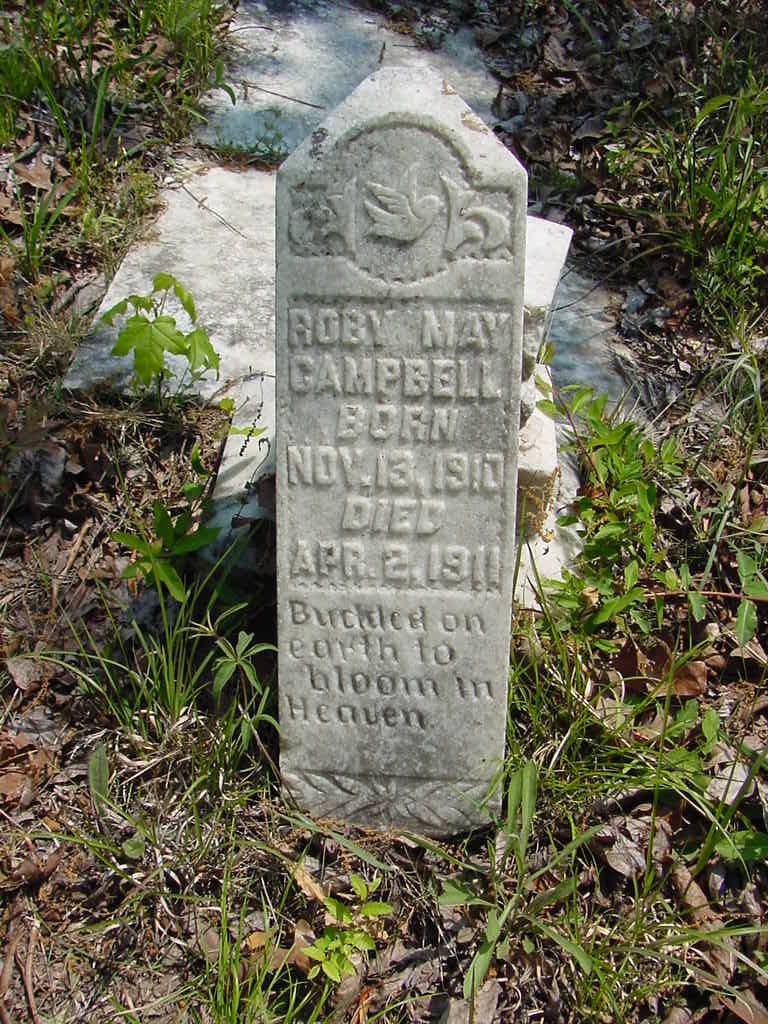 ROBY MAY
CAMPBELL
BORN
NOV. 13, 1910
DIED
APR. 2, 1911
Budded on
earth to
bloom in
Heaven.